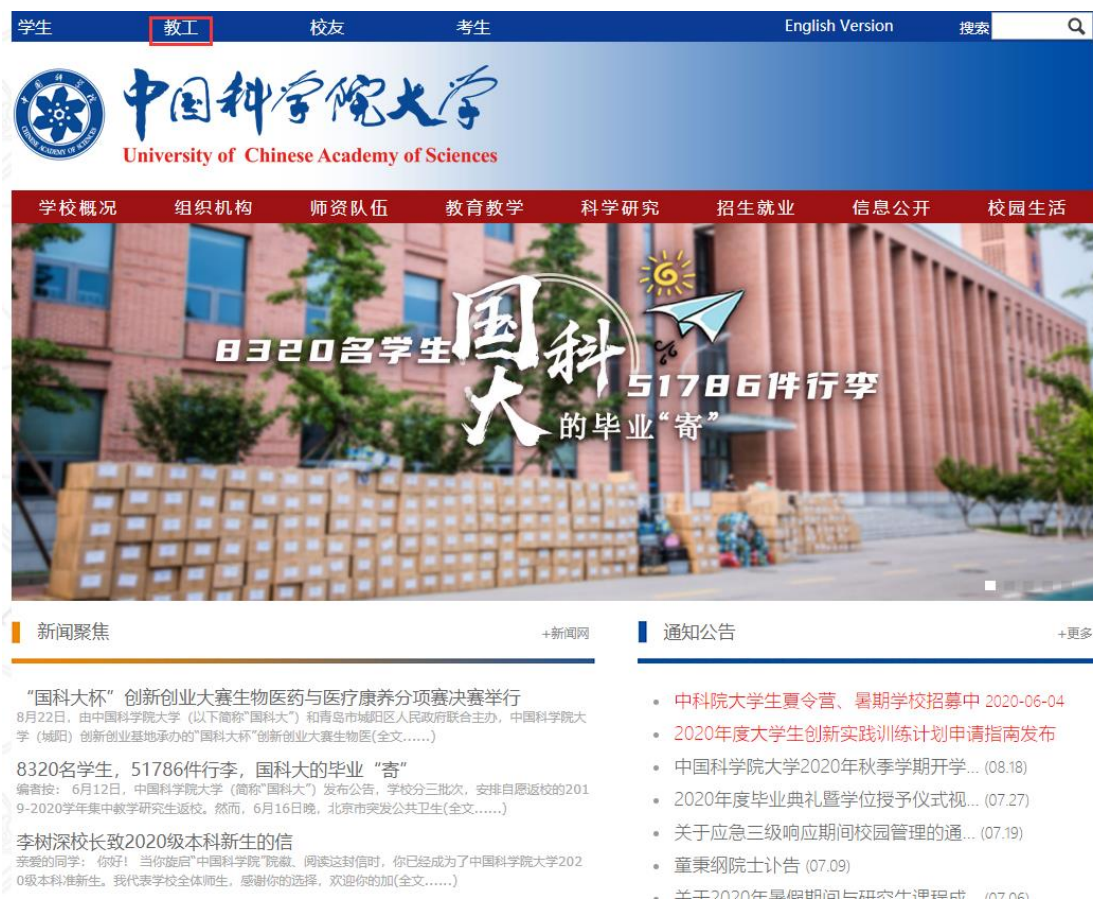 学生 教工 校友 考生 English Version 搜索
中国科学院大学
University of Chinese Academy of Sciences
CHINESE ACADEMY OF SCIENCES
学校概况 组织机构 师资队伍 教育教学 科学研究 招生就业 信息公开 校园生活
8320名学生
国科大
51786件行李
的毕业“寄”
新闻聚焦 +新闻网
“国科大杯”创新创业大赛生物医药与医疗康养分项赛决赛举行
8月22日，由中国科学院大学（以下简称“国科大”）和青岛市城阳区人民政府联合主办，中国科学院大
学（城阳）创新创业基地承办的“国科大杯”创新创业大赛生物医(全文……)
8320名学生，51786件行李，国科大的毕业“寄”
编者按： 6月12日，中国科学院大学（简称“国科大”）发布公告，学校分三批次，安排自愿返校的201
9-2020学年集中教学研究生返校。然而，6月16日晚，北京市突发公共卫生(全文……)
李树深校长致2020级本科新生的信
亲爱的同学： 你好！ 当你旋启“中国科学院”院徽、阅读这封信时，你已经成为了中国科学院大学202
0级本科准新生。我代表学校全体师生，感谢你的选择，欢迎你的加(全文……)
通知公告 +更多
中科院大学生夏令营、暑期学校招募中 2020-06-04
2020年度大学生创新实践训练计划申请指南发布
中国科学院大学2020年秋季学期开学... (08.18)
2020年度毕业典礼暨学位授予仪式视... (07.27)
关于应急三级响应期间校园管理的通... (07.19)
童秉纲院士讣告 (07.09)
关于2020年暑假期间与研究生课程成... (07.06)